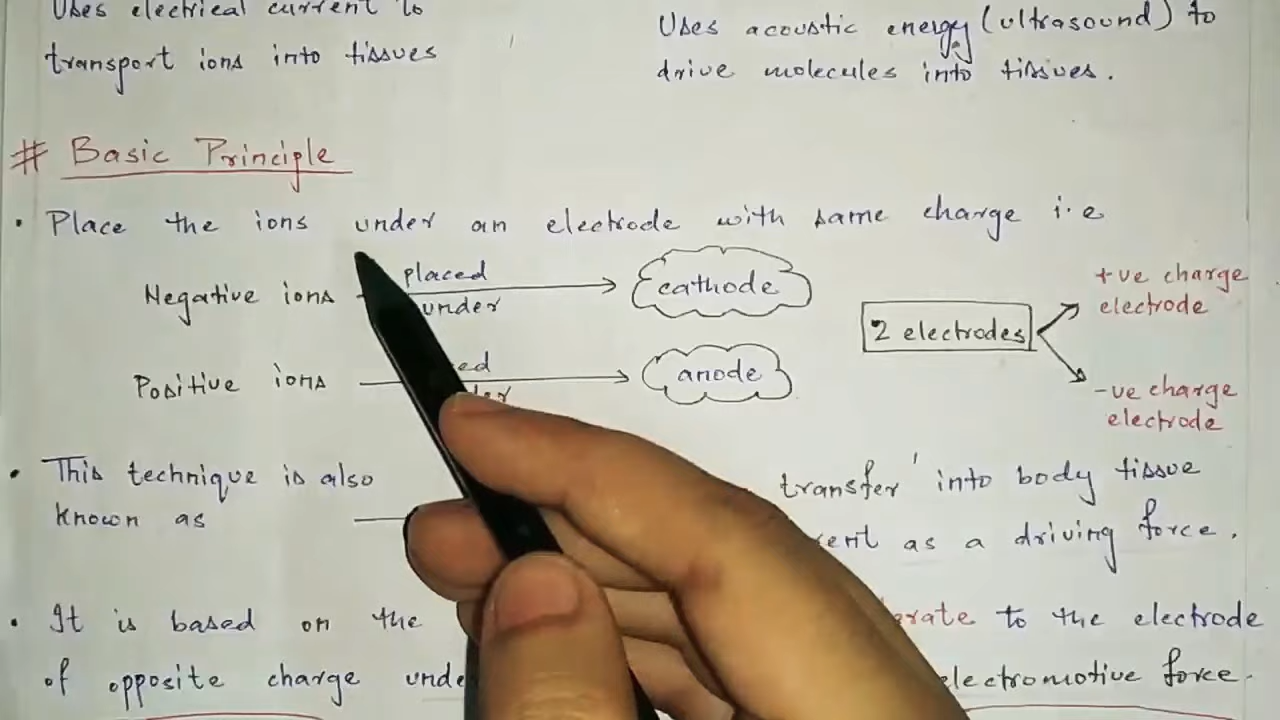 Uses electrical current to
transport ions into tissues
Uses acoustic energy (ultrasound) to
drive molecules into tissues.
# Basic Principle
• Place the ions under an electrode with same charge i.e
Negative ions placed under cathode
Positive ions anode
2 electrodes
+ve charge
electrode
-ve charge
electrode
• This technique is also transfer' into body tissue
known as as a driving force.
• It is based on the to the electrode
of opposite charge electromotive force.